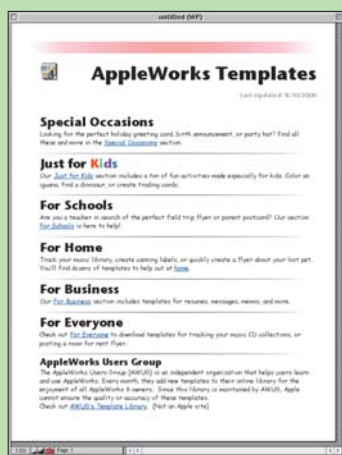 untitled (WP)
AppleWorks Templates
Last Updated: 8/30/2000
Special Occasions
Looking for the perfect holiday greeting card, birth announcement, or party hat? Find all
these and more in the Special Occasions section.
Just for Kids
Our Just for Kids section includes a ton of fun activities made especially for kids. Color an
iguana, find a dinosaur, or create trading cards.
For Schools
Are you a teacher in search of the perfect field trip flyer or parent postcard? Our section
For Schools is here to help!
For Home
Track your music library, create canning labels, or quickly create a flyer about your lost pet.
You'll find dozens of templates to help out at home.
For Business
Our For Business section includes templates for resumes, messages, memos, and more.
For Everyone
Check out For Everyone to download templates for tracking your music CD collections, or
posting a room for rent flyer.
AppleWorks Users Group
The AppleWorks Users Group (AWUG) is an independent organization that helps users learn
and use AppleWorks. Every month, they add new templates to their online library for the
enjoyment of all AppleWorks 6 owners. Since this library is maintained by AWUG, Apple
cannot ensure the quality or accuracy of these templates.
Check out AWUG's Template Library. (Not an Apple site)
100
Page 1